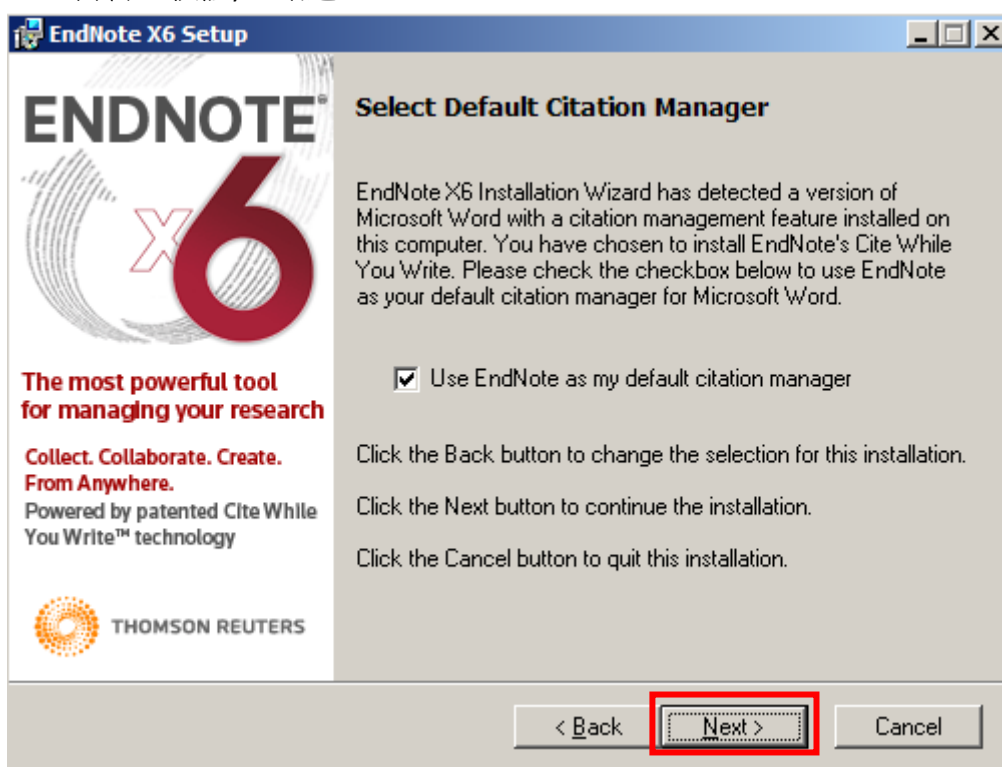 EndNote X6 Setup
ENDNOTE®
X6
The most powerful tool
for managing your research
Collect. Collaborate. Create.
From Anywhere.
Powered by patented Cite While
You Write™ technology
THOMSON REUTERS
Select Default Citation Manager
EndNote X6 Installation Wizard has detected a version of
Microsoft Word with a citation management feature installed on
this computer. You have chosen to install EndNote's Cite While
You Write. Please check the checkbox below to use EndNote
as your default citation manager for Microsoft Word.
Use EndNote as my default citation manager
Click the Back button to change the selection for this installation.
Click the Next button to continue the installation.
Click the Cancel button to quit this installation.
< Back
Next >
Cancel